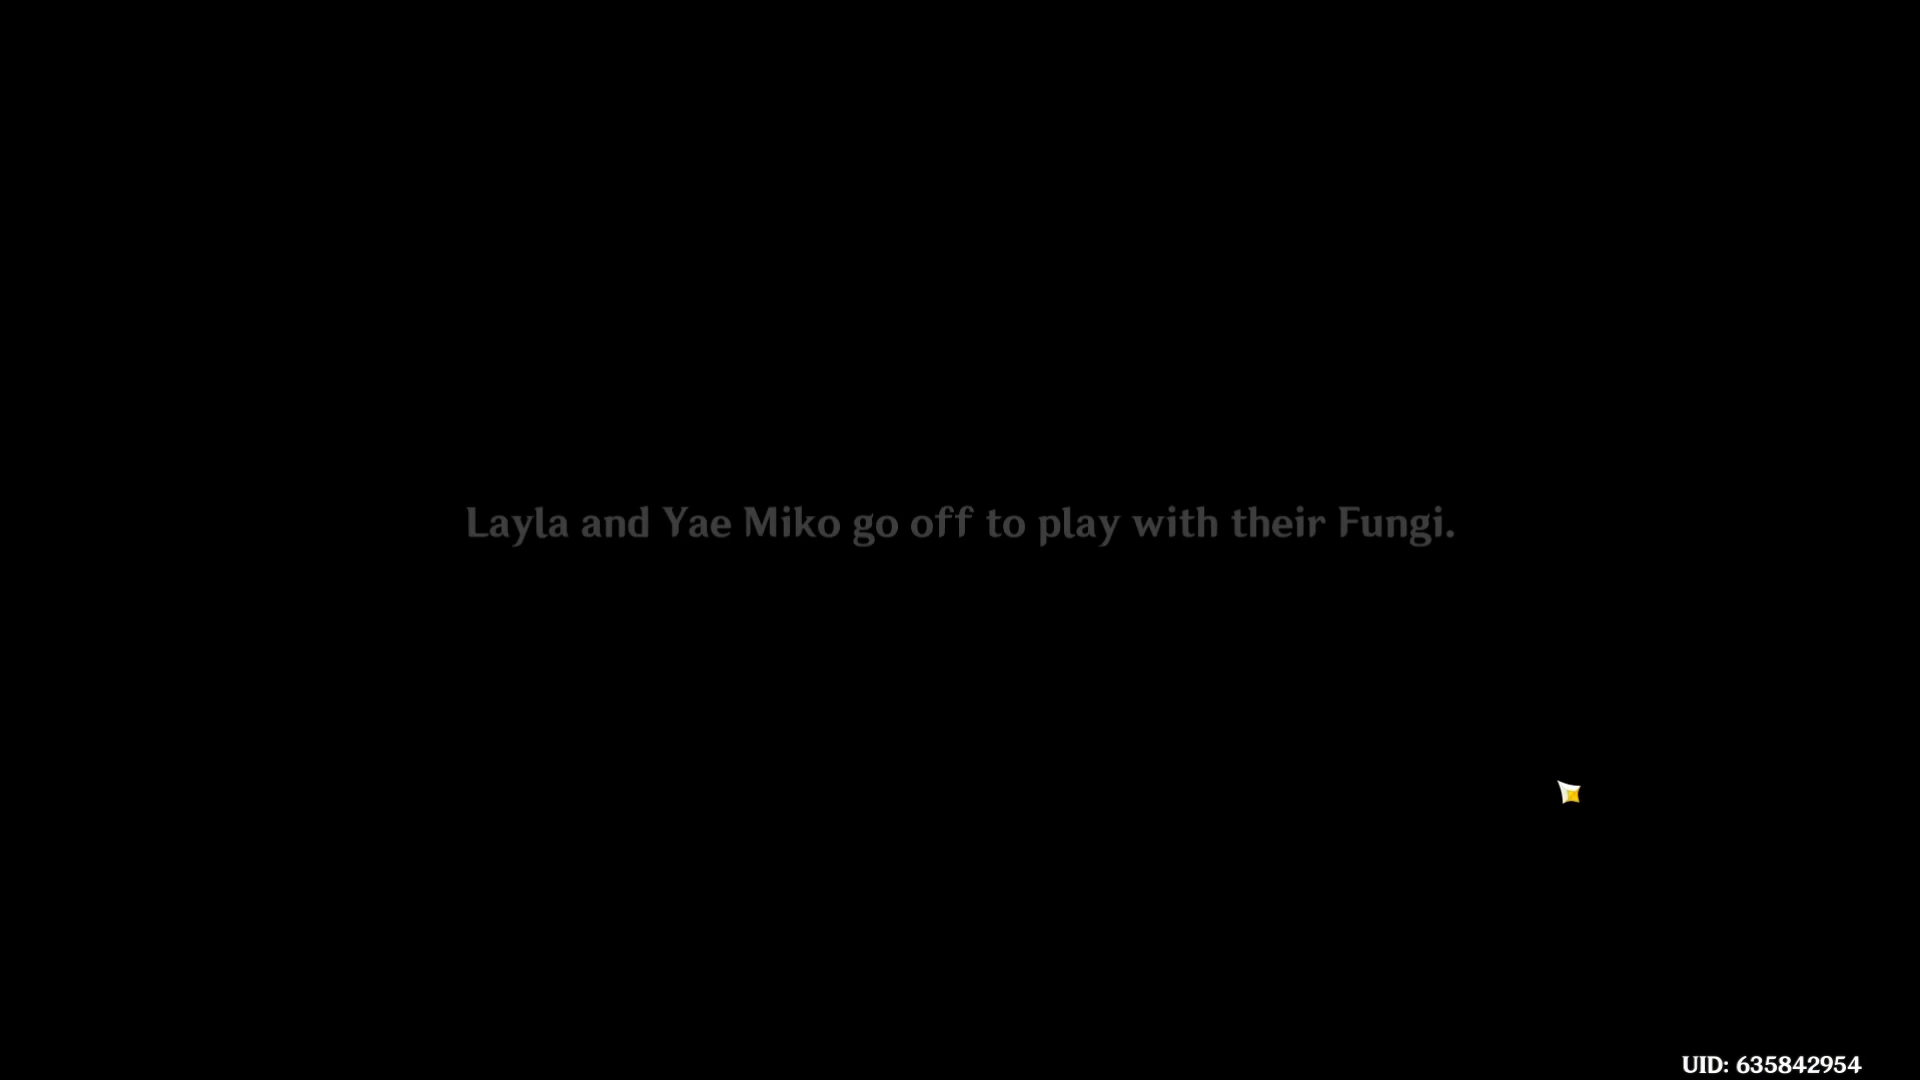 Layla and Yae Miko go off to play with their Fungi.
UID: 635842954